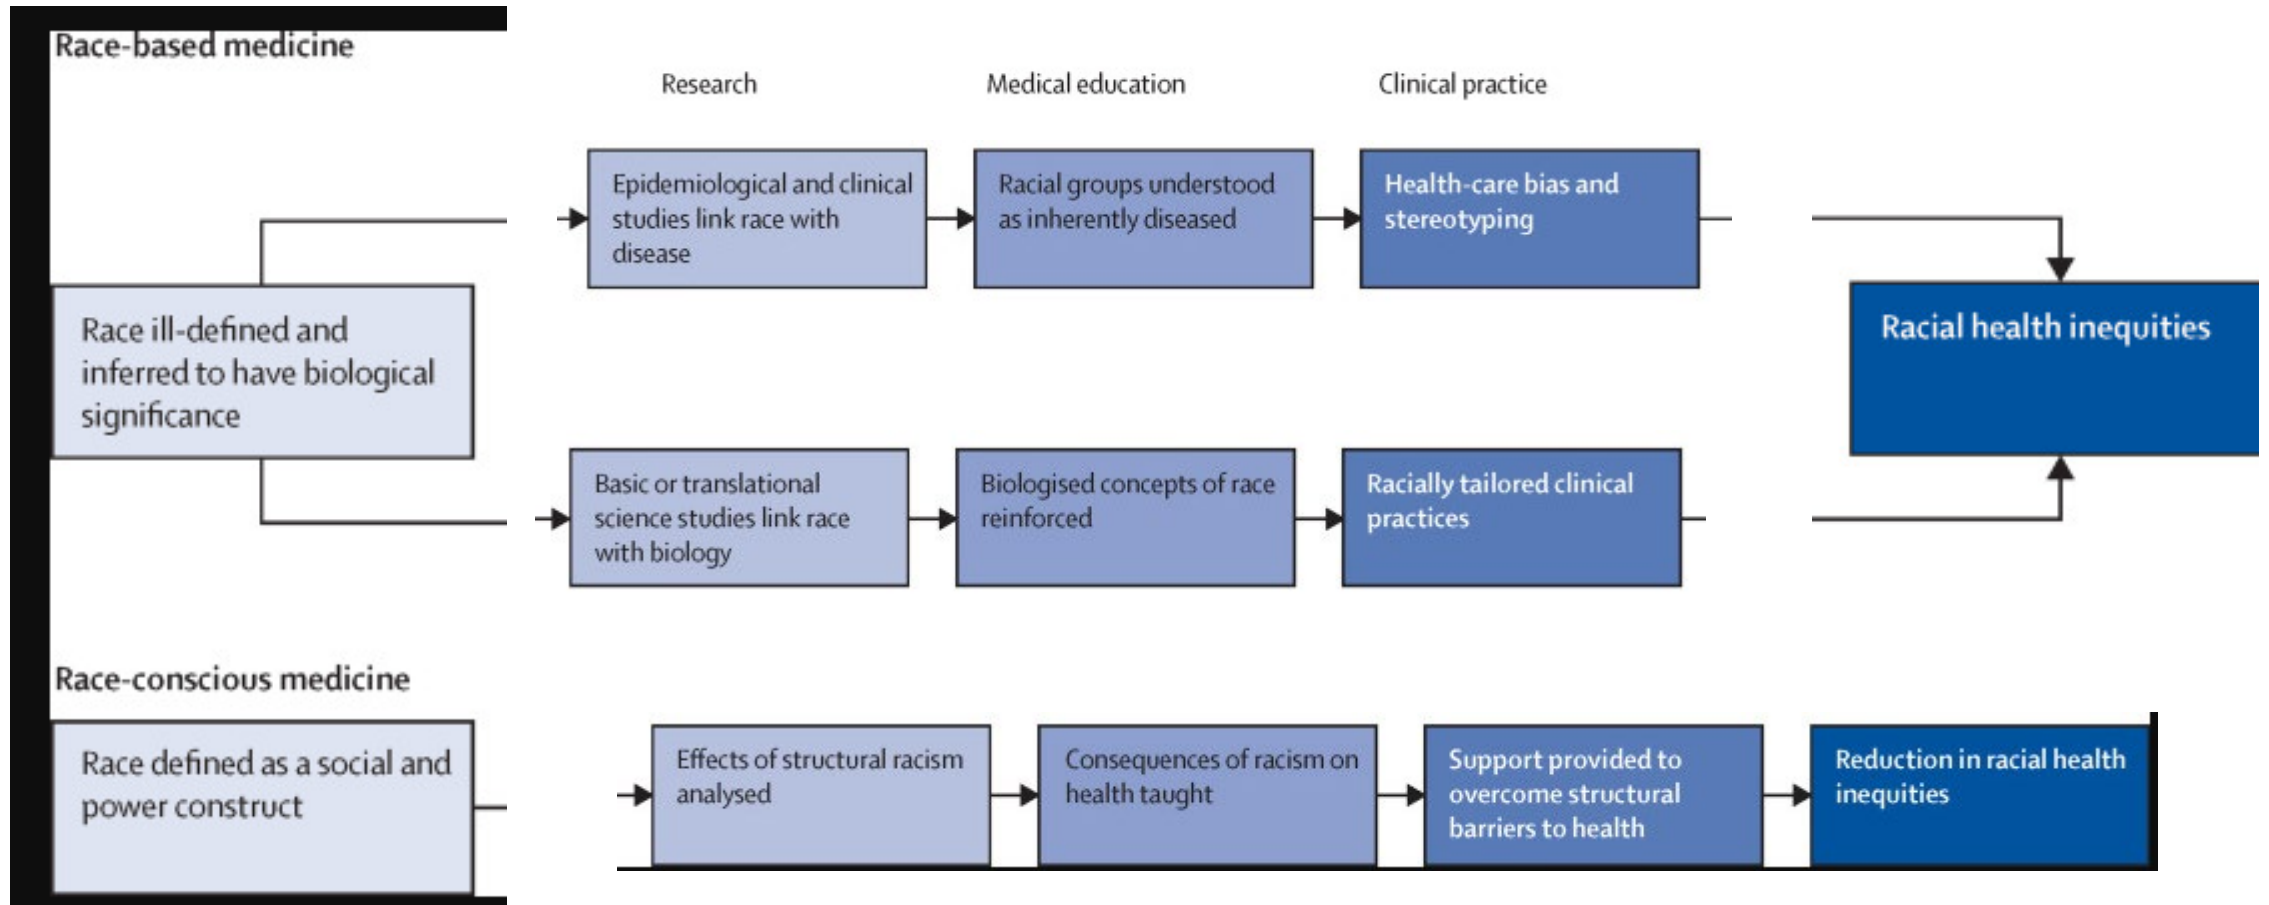 Race-based medicine
Research
Medical education
Clinical practice
Epidemiological and clinical
studies link race with
disease
Racial groups understood
as inherently diseased
Health-care bias and
stereotyping
Race ill-defined and
inferred to have biological
significance
Racial health inequities
Basic or translational
science studies link race
with biology
Biologised concepts of race
reinforced
Racially tailored clinical
practices
Race-conscious medicine
Race defined as a social and
power construct
Effects of structural racism
analysed
Consequences of racism on
health taught
Support provided to
overcome structural
barriers to health
Reduction in racial health
inequities